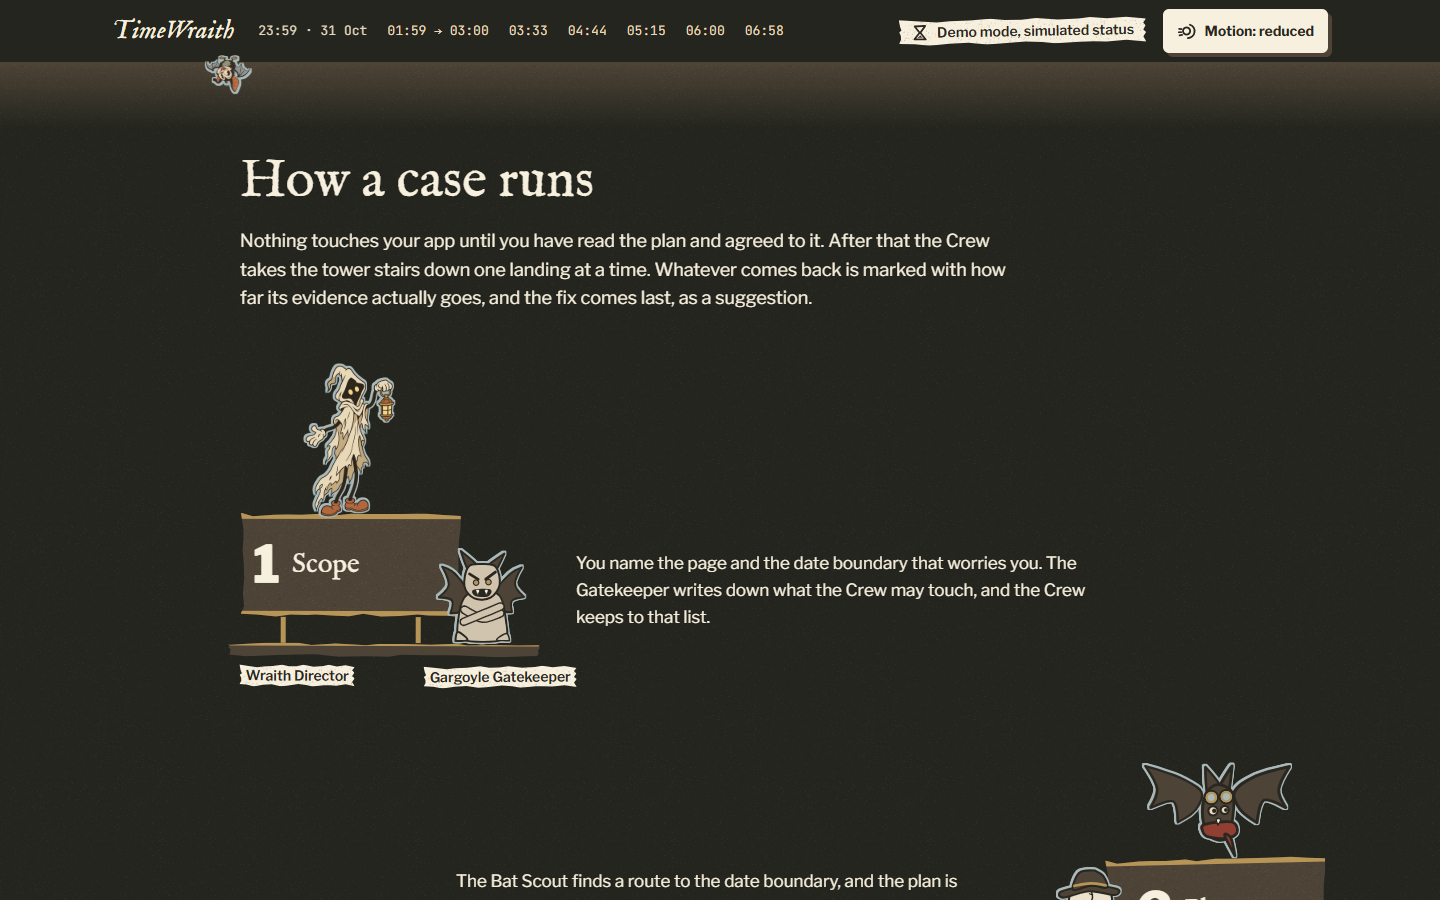 TimeWraith
23:59 · 31 Oct 01:59 → 03:00 03:33 04:44 05:15 06:00 06:58
Demo mode, simulated status
Motion: reduced
How a case runs
Nothing touches your app until you have read the plan and agreed to it. After that the Crew
takes the tower stairs down one landing at a time. Whatever comes back is marked with how
far its evidence actually goes, and the fix comes last, as a suggestion.
1 Scope
You name the page and the date boundary that worries you. The
Gatekeeper writes down what the Crew may touch, and the Crew
keeps to that list.
Wraith Director
Gargoyle Gatekeeper
The Bat Scout finds a route to the date boundary, and the plan is